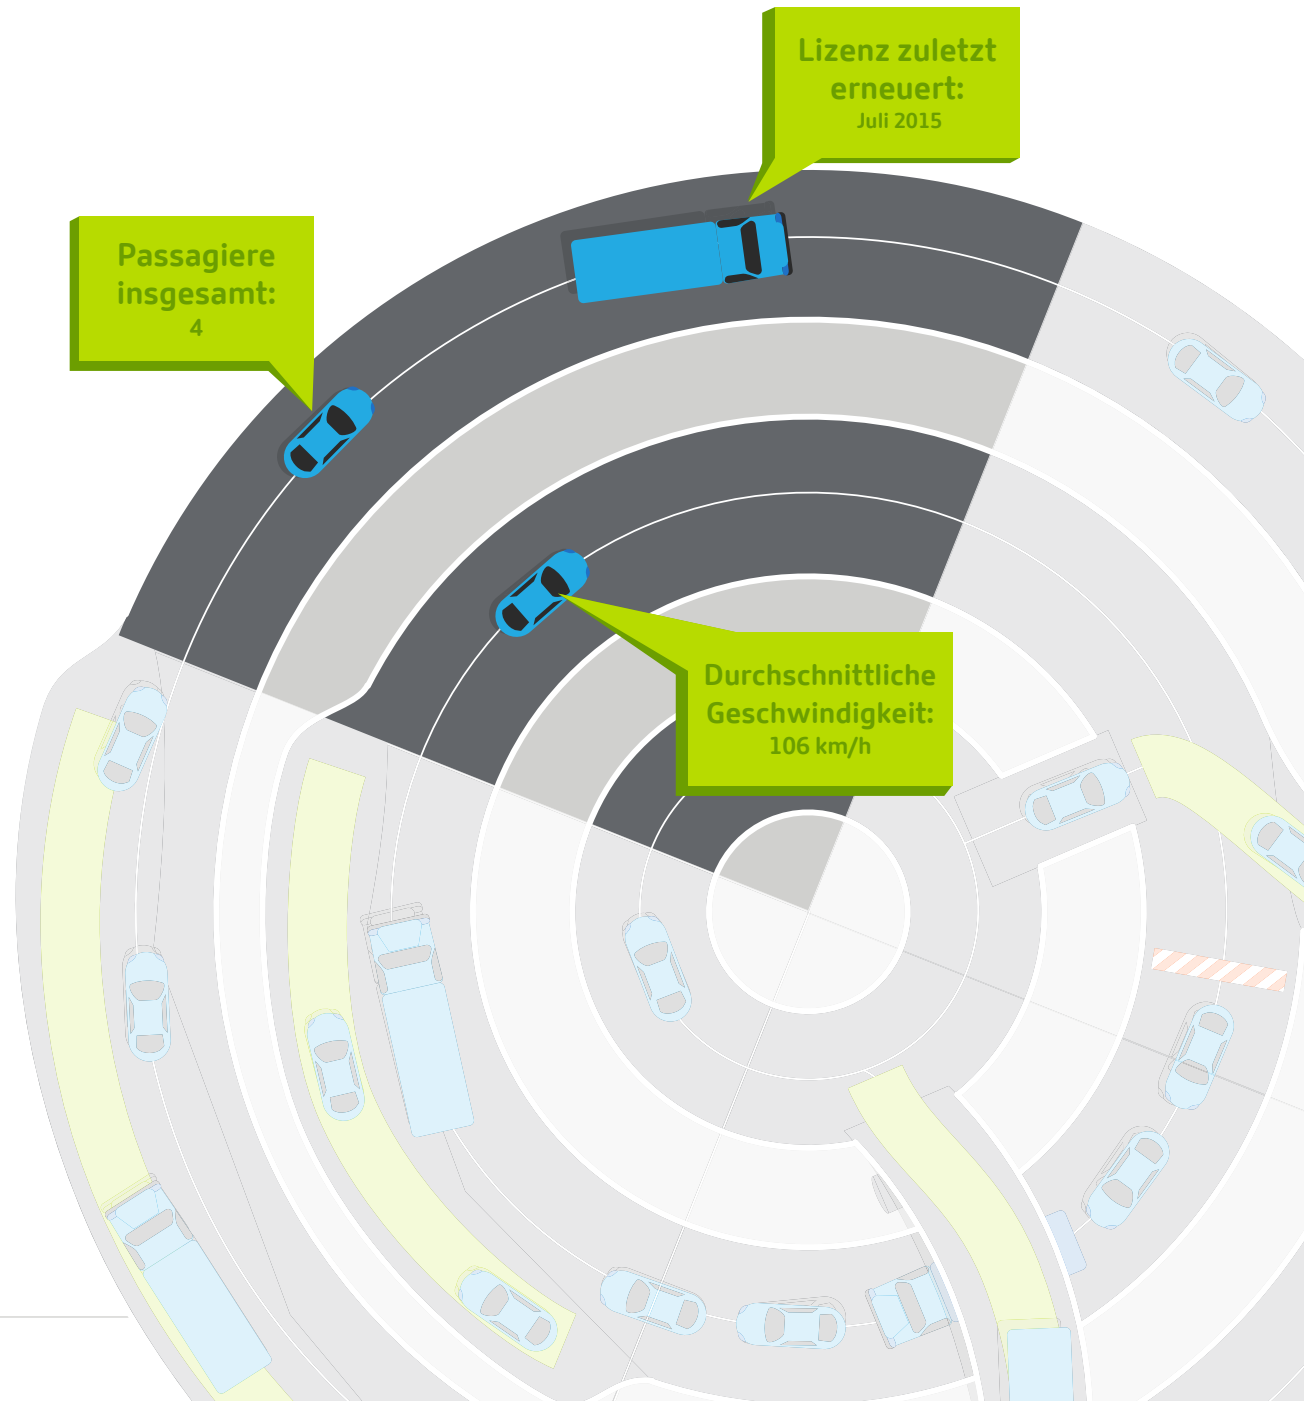 Lizenz zuletzt
erneuert:
Juli 2015
Passagiere
insgesamt:
4
Durchschnittliche
Geschwindigkeit:
106 km/h